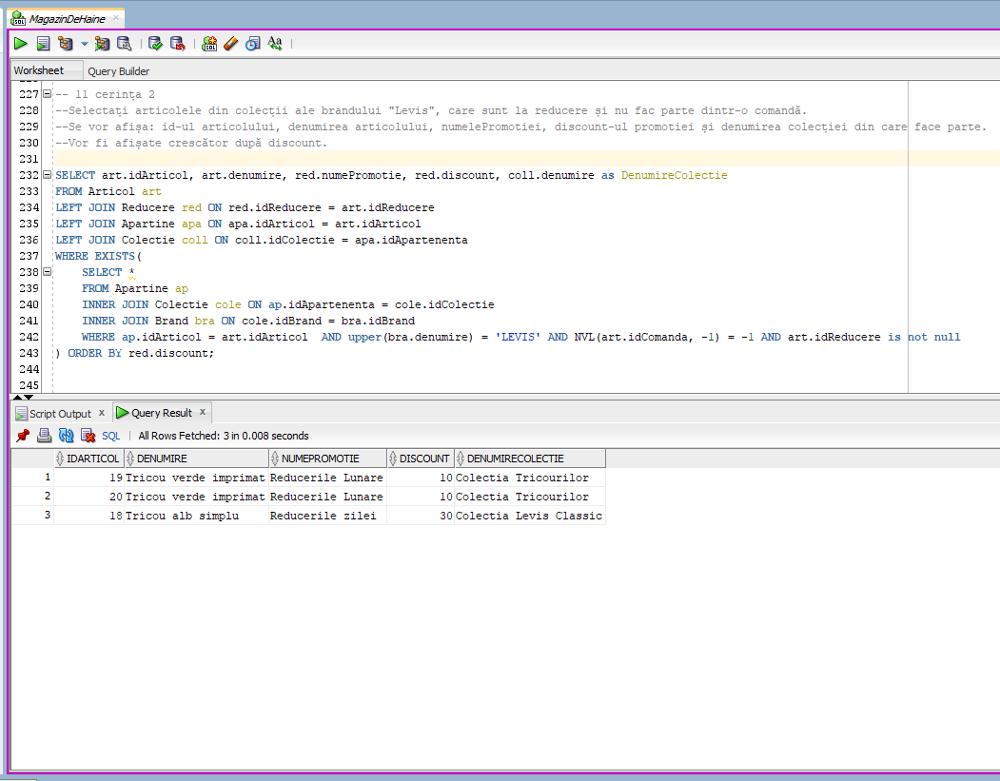 MagazinDeHaine
Worksheet Query Builder
227 -- 11 cerința 2
228 --Selectați articolele din colecții ale brandului "Levis", care sunt la reducere și nu fac parte dintr-o comandă.
229 --Se vor afișa: id-ul articolului, denumirea articolului, numelePromotiei, discount-ul promotiei și denumirea colecției din care face parte.
230 --Vor fi afișate crescător după discount.
231
232 SELECT art.idArticol, art.denumire, red.numePromotie, red.discount, coll.denumire as DenumireColectie
233 FROM Articol art
234 LEFT JOIN Reducere red ON red.idReducere = art.idReducere
235 LEFT JOIN Apartine apa ON apa.idArticol = art.idArticol
236 LEFT JOIN Colectie coll ON coll.idColectie = apa.idApartenenta
237 WHERE EXISTS(
238 SELECT *
239 FROM Apartine ap
240 INNER JOIN Colectie cole ON ap.idApartenenta = cole.idColectie
241 INNER JOIN Brand bra ON cole.idBrand = bra.idBrand
242 WHERE ap.idArticol = art.idArticol  AND upper(bra.denumire) = 'LEVIS' AND NVL(art.idComanda, -1) = -1 AND art.idReducere is not null
243 ) ORDER BY red.discount;
244
245
Script Output x Query Result x
SQL | All Rows Fetched: 3 in 0.008 seconds
IDARTICOL DENUMIRE NUMEPROMOTIE DISCOUNT DENUMIRECOLECTIE
1 19 Tricou verde imprimat Reducerile Lunare 10 Colectia Tricourilor
2 20 Tricou verde imprimat Reducerile Lunare 10 Colectia Tricourilor
3 18 Tricou alb simplu Reducerile zilei 30 Colectia Levis Classic